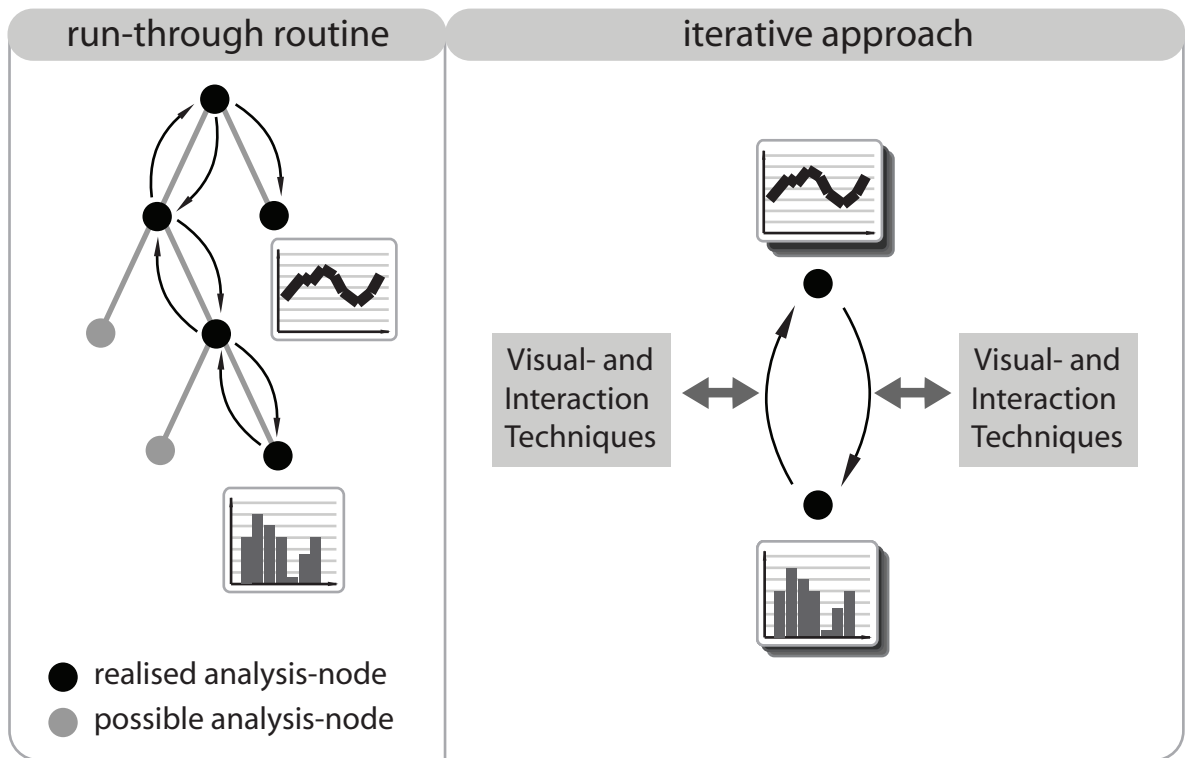 run-through routine
iterative approach
Visual- and
Interaction
Techniques
Visual- and
Interaction
Techniques
realised analysis-node
possible analysis-node